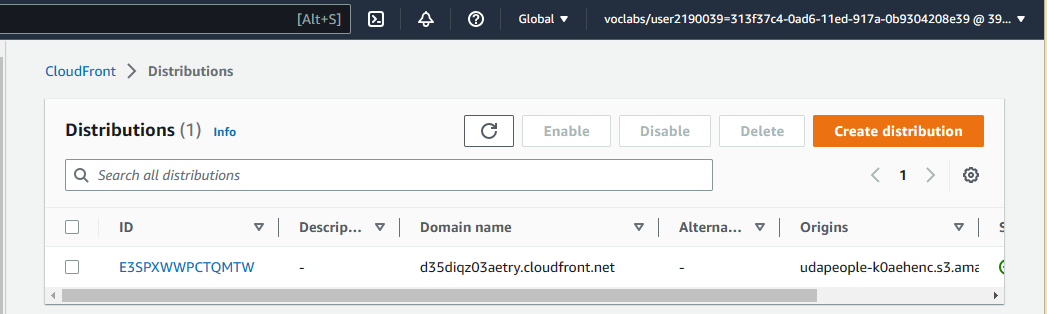 [Alt+S] Global voclabs/user2190039=313f37c4-0ad6-11ed-917a-0b9304208e39 @ 39...
CloudFront > Distributions
Distributions (1) Info Enable Disable Delete Create distribution
Search all distributions 1
ID Descrip... Domain name Alterna... Origins
E3SPXWWPCTQMTW - d35diqz03aetry.cloudfront.net - udapeople-k0aehenc.s3.ama